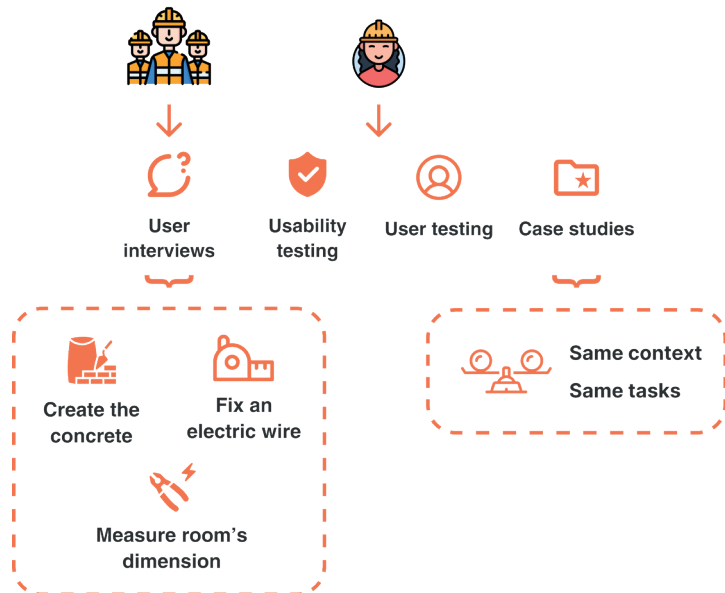 User
interviews
Usability
testing
User testing
Case studies
Create the
concrete
Fix an
electric wire
Measure room's
dimension
Same context
Same tasks